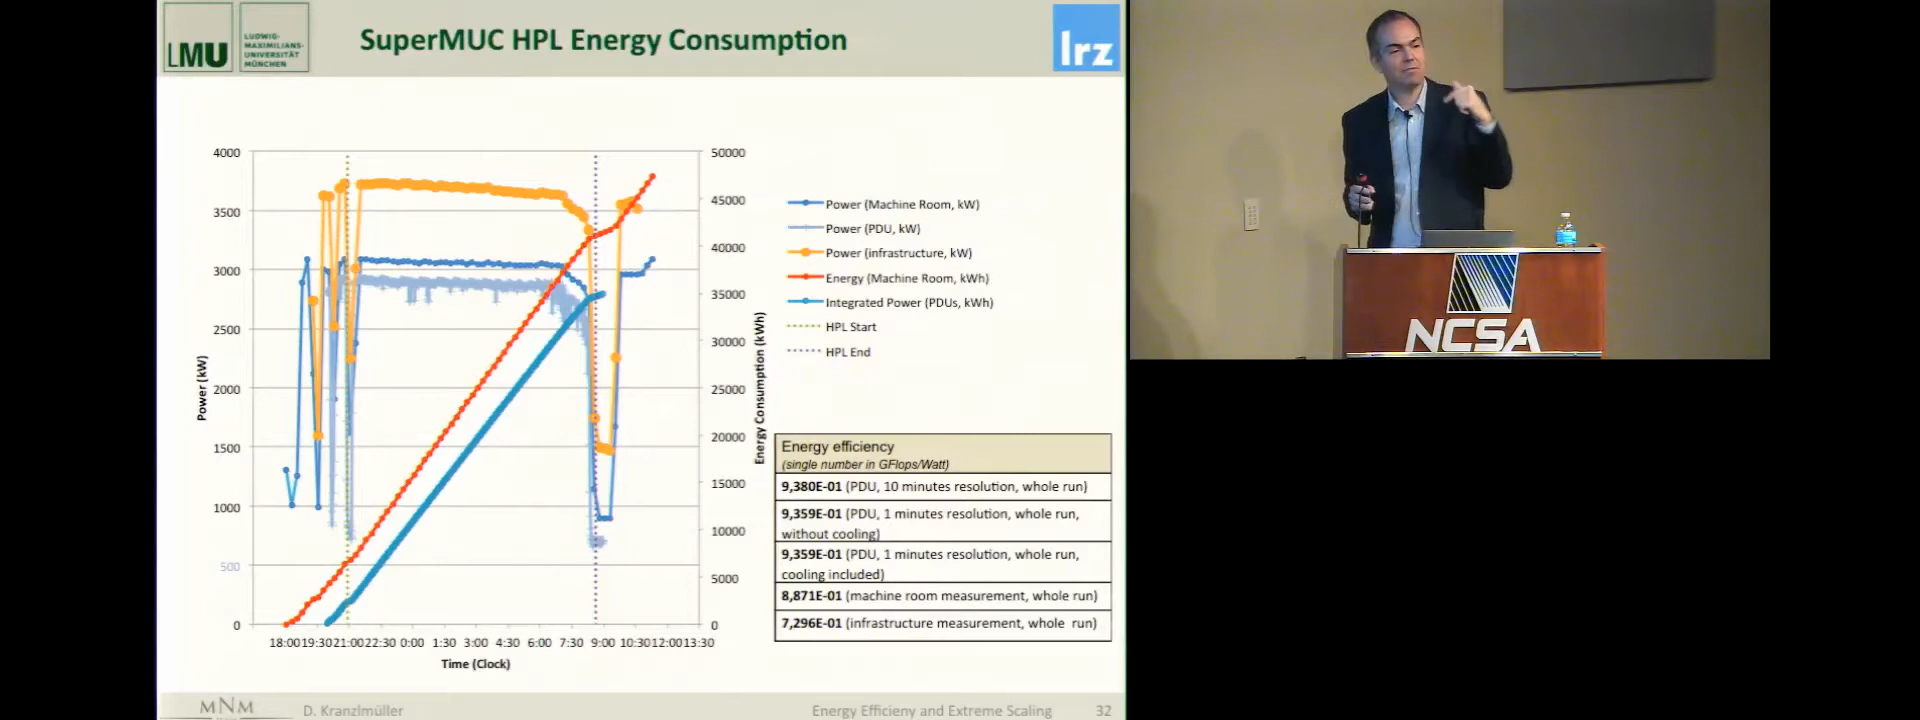 LMU
LUDWIG-
MAXIMILIANS-
UNIVERSITÄT
MÜNCHEN
SuperMUC HPL Energy Consumption
lrz
4000
3500
3000
2500
2000
1500
1000
500
0
Power (kW)
50000
45000
40000
35000
30000
25000
20000
15000
10000
5000
0
Energy Consumption (kWh)
18:00 19:30 21:00 22:30 0:00 1:30 3:00 4:30 6:00 7:30 9:00 10:30 12:00 13:30
Time (Clock)
Power (Machine Room, kW)
Power (PDU, kW)
Power (infrastructure, kW)
Energy (Machine Room, kWh)
Integrated Power (PDUs, kWh)
HPL Start
HPL End
Energy efficiency
(single number in GFlops/Watt)
9,380E-01 (PDU, 10 minutes resolution, whole run)
9,359E-01 (PDU, 1 minutes resolution, whole run,
without cooling)
9,359E-01 (PDU, 1 minutes resolution, whole run,
cooling included)
8,871E-01 (machine room measurement, whole run)
7,296E-01 (infrastructure measurement, whole run)
MNM
D. Kranzlmüller
Energy Efficieny and Extreme Scaling
32
NCSA